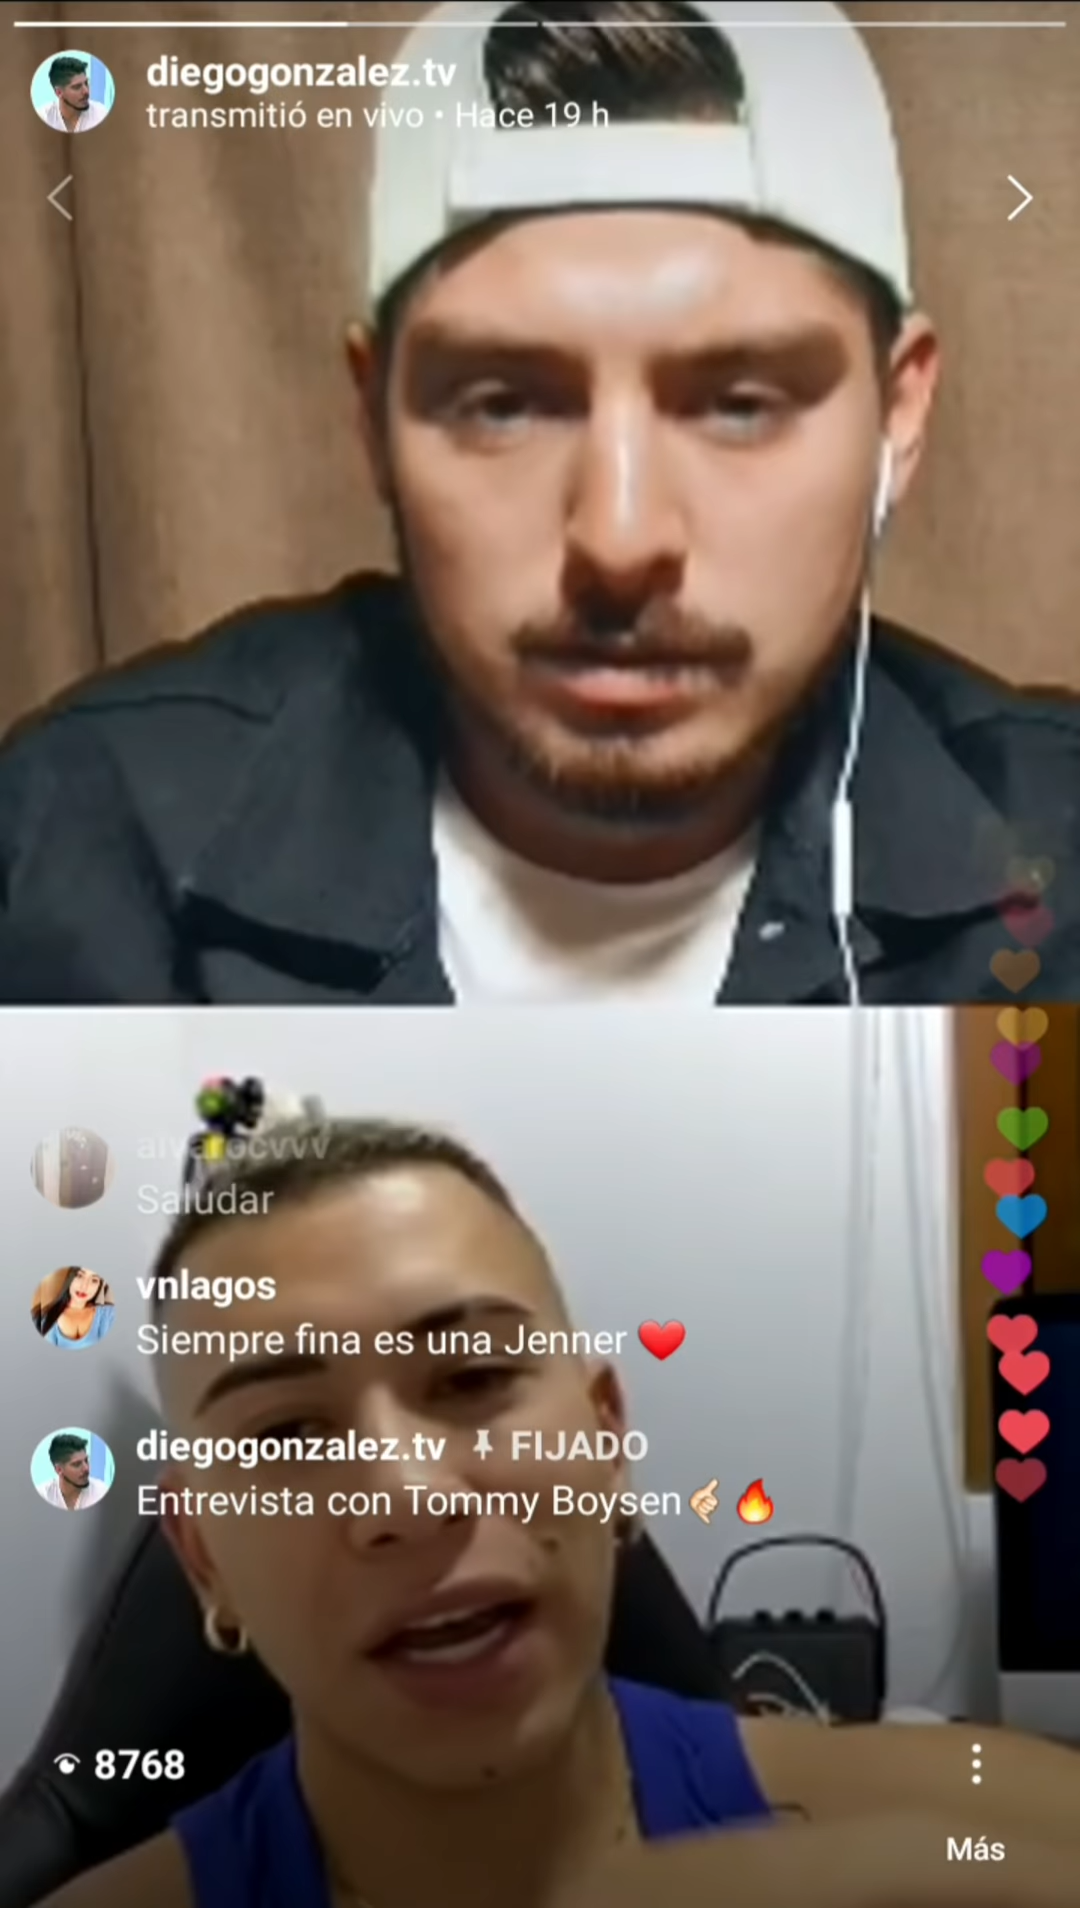 diegogonzalez.tv
transmitió en vivo • Hace 19 h
alvarocvvv
Saludar
vnlagos
Siempre fina es una Jenner ❤️
diegogonzalez.tv FIJADO
Entrevista con Tommy Boysen🤙🏻 🔥
8768
Más